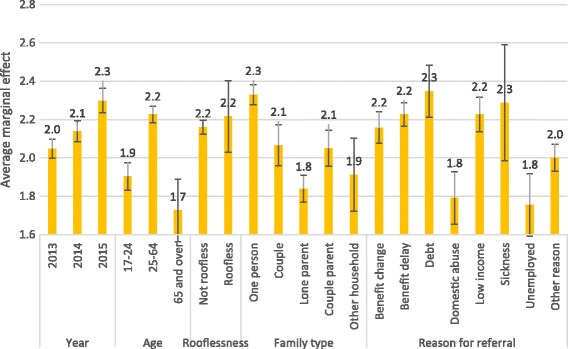 Average marginal effect
2.8
2.6
2.4
2.2
2.0
1.8
1.6
2.0
2.1
2.3
1.9
2.2
1.7
2.2
2.2
2.3
2.1
1.8
2.1
1.9
2.2
2.2
2.3
1.8
2.2
2.3
1.8
2.0
2013
2014
2015
17-24
25-64
65 and over
Not roofless
Roofless
One person
Couple
Lone parent
Couple parent
Other household
Benefit change
Benefit delay
Debt
Domestic abuse
Low income
Sickness
Unemployed
Other reason
Year
Age
Rooflessness
Family type
Reason for referral